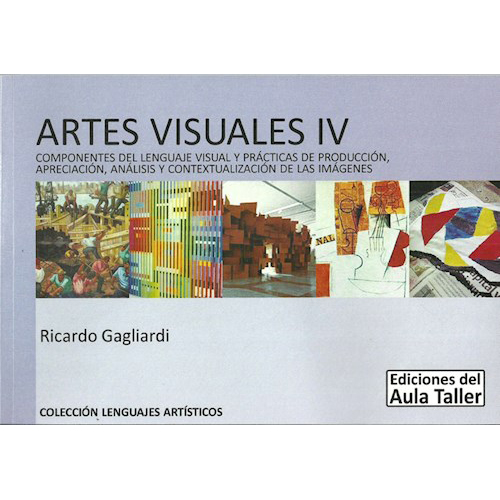 ARTES VISUALES IV
COMPONENTES DEL LENGUAJE VISUAL Y PRÁCTICAS DE PRODUCCIÓN,
APRECIACIÓN, ANÁLISIS Y CONTEXTUALIZACIÓN DE LAS IMÁGENES
NAL
Ricardo Gagliardi
Ediciones del
Aula Taller
COLECCIÓN LENGUAJES ARTÍSTICOS